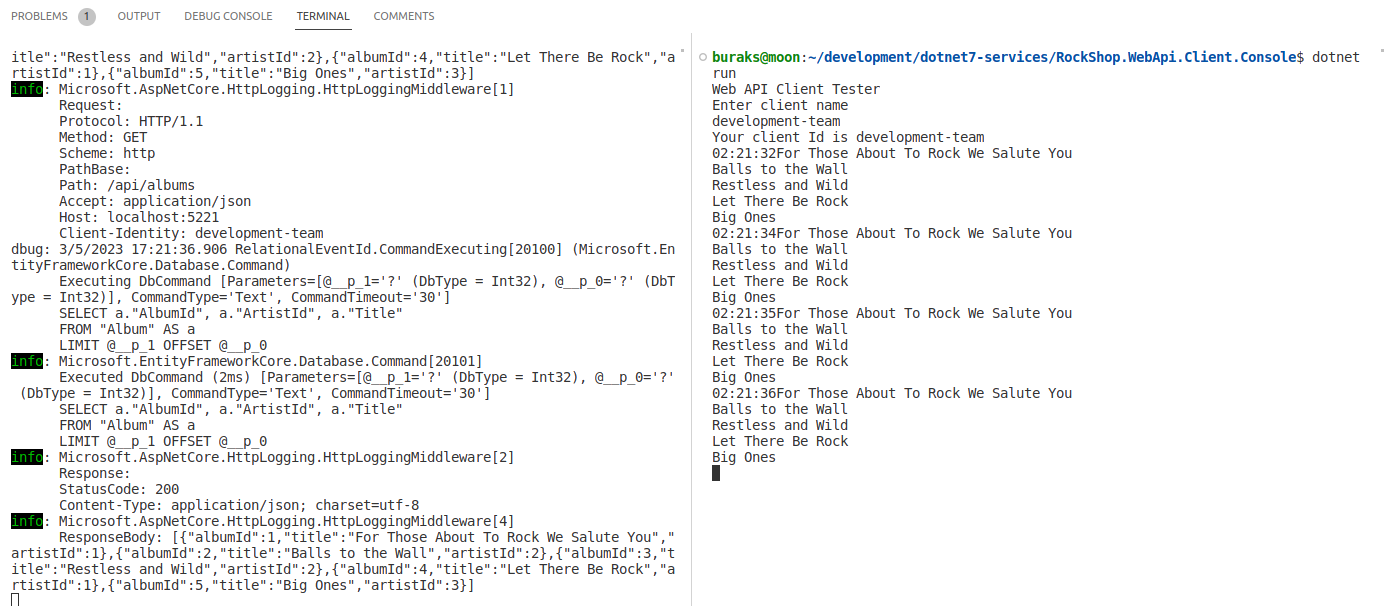 PROBLEMS 1 OUTPUT DEBUG CONSOLE TERMINAL COMMENTS
itle":"Restless and Wild","artistId":2},{"albumId":4,"title":"Let There Be Rock","a
rtistId":1},{"albumId":5,"title":"Big Ones","artistId":3}]
info: Microsoft.AspNetCore.HttpLogging.HttpLoggingMiddleware[1]
Request:
Protocol: HTTP/1.1
Method: GET
Scheme: http
PathBase:
Path: /api/albums
Accept: application/json
Host: localhost:5221
Client-Identity: development-team
dbug: 3/5/2023 17:21:36.906 RelationalEventId.CommandExecuting[20100] (Microsoft.En
tityFrameworkCore.Database.Command)
Executing DbCommand [Parameters=[@__p_1='?' (DbType = Int32), @__p_0='?' (DbT
ype = Int32)], CommandType='Text', CommandTimeout='30']
SELECT a."AlbumId", a."ArtistId", a."Title"
FROM "Album" AS a
LIMIT @__p_1 OFFSET @__p_0
info: Microsoft.EntityFrameworkCore.Database.Command[20101]
Executed DbCommand (2ms) [Parameters=[@__p_1='?' (DbType = Int32), @__p_0='?'
(DbType = Int32)], CommandType='Text', CommandTimeout='30']
SELECT a."AlbumId", a."ArtistId", a."Title"
FROM "Album" AS a
LIMIT @__p_1 OFFSET @__p_0
info: Microsoft.AspNetCore.HttpLogging.HttpLoggingMiddleware[2]
Response:
StatusCode: 200
Content-Type: application/json; charset=utf-8
info: Microsoft.AspNetCore.HttpLogging.HttpLoggingMiddleware[4]
ResponseBody: [{"albumId":1,"title":"For Those About To Rock We Salute You","
artistId":1},{"albumId":2,"title":"Balls to the Wall","artistId":2},{"albumId":3,"t
itle":"Restless and Wild","artistId":2},{"albumId":4,"title":"Let There Be Rock","a
rtistId":1},{"albumId":5,"title":"Big Ones","artistId":3}]
buraks@moon:~/development/dotnet7-services/RockShop.WebApi.Client.Console$ dotnet
run
Web API Client Tester
Enter client name
development-team
Your client Id is development-team
02:21:32For Those About To Rock We Salute You
Balls to the Wall
Restless and Wild
Let There Be Rock
Big Ones
02:21:34For Those About To Rock We Salute You
Balls to the Wall
Restless and Wild
Let There Be Rock
Big Ones
02:21:35For Those About To Rock We Salute You
Balls to the Wall
Restless and Wild
Let There Be Rock
Big Ones
02:21:36For Those About To Rock We Salute You
Balls to the Wall
Restless and Wild
Let There Be Rock
Big Ones